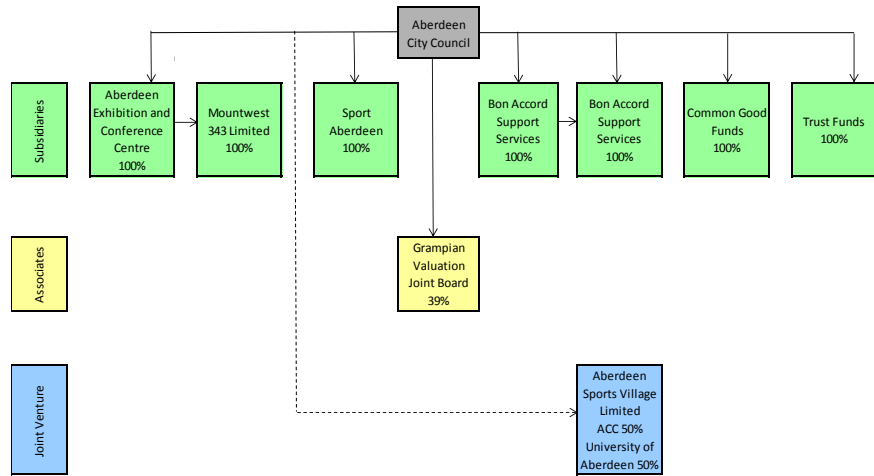 Aberdeen
City Council
Subsidiaries
Aberdeen
Exhibition and
Conference
Centre
100%
Mountwest
343 Limited
100%
Sport
Aberdeen
100%
Bon Accord
Support
Services
100%
Bon Accord
Support
Services
100%
Common Good
Funds
100%
Trust Funds
100%
Associates
Grampian
Valuation
Joint Board
39%
Joint Venture
Aberdeen
Sports Village
Limited
ACC 50%
University of
Aberdeen 50%